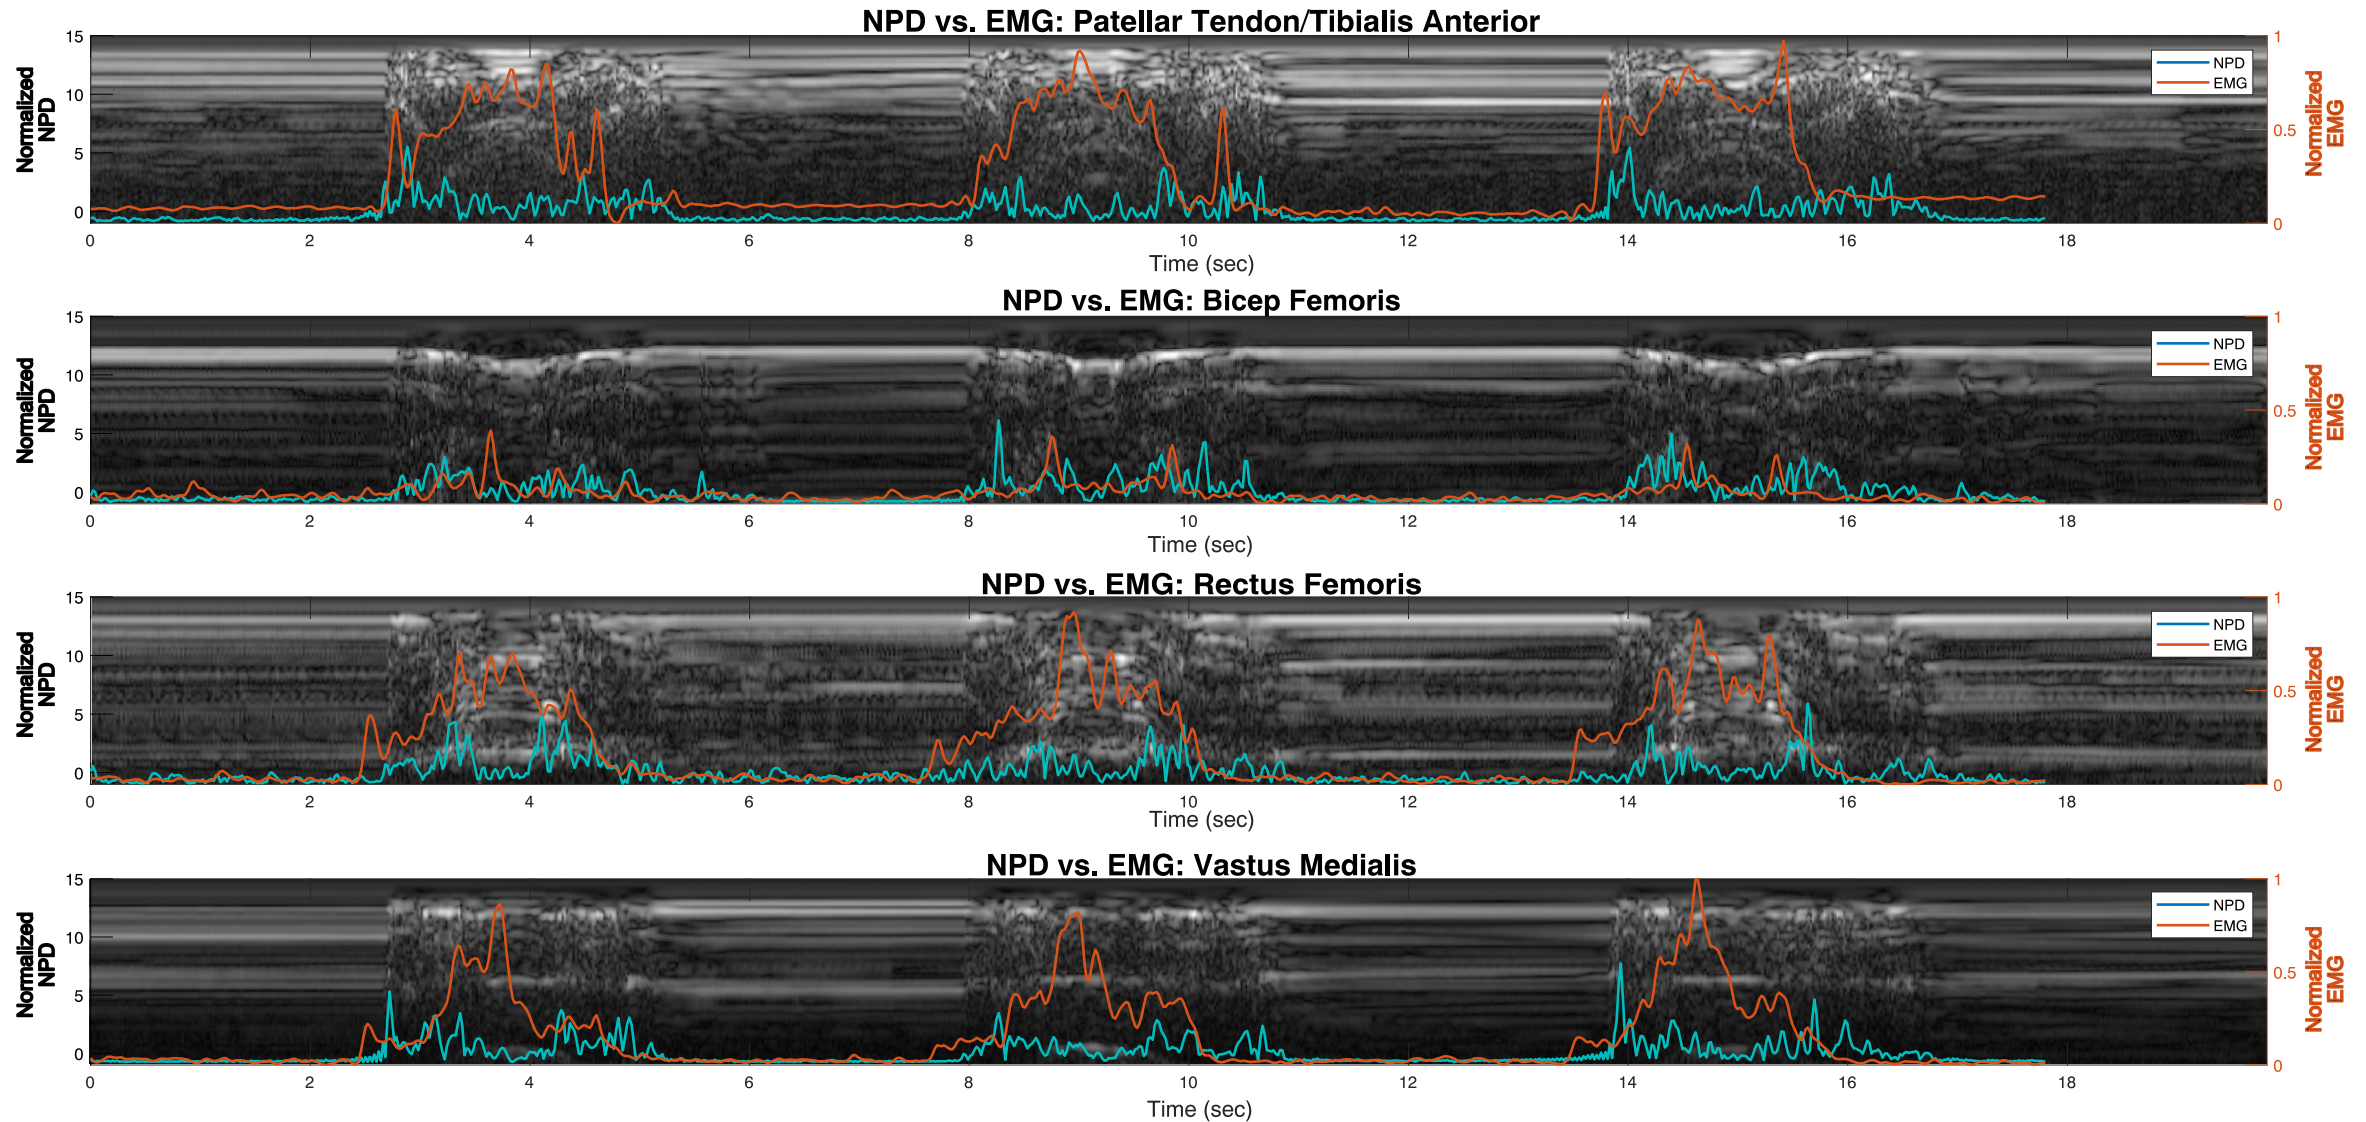 NPD vs. EMG: Patellar Tendon/Tibialis Anterior
15
10
5
0
Normalized
NPD
1
0.5
0
Normalized
EMG
NPD
EMG
0 2 4 6 8 10 12 14 16 18
Time (sec)
NPD vs. EMG: Bicep Femoris
15
10
5
0
Normalized
NPD
1
0.5
0
Normalized
EMG
NPD
EMG
0 2 4 6 8 10 12 14 16 18
Time (sec)
NPD vs. EMG: Rectus Femoris
15
10
5
0
Normalized
NPD
1
0.5
0
Normalized
EMG
NPD
EMG
0 2 4 6 8 10 12 14 16 18
Time (sec)
NPD vs. EMG: Vastus Medialis
15
10
5
0
Normalized
NPD
1
0.5
0
Normalized
EMG
NPD
EMG
0 2 4 6 8 10 12 14 16 18
Time (sec)